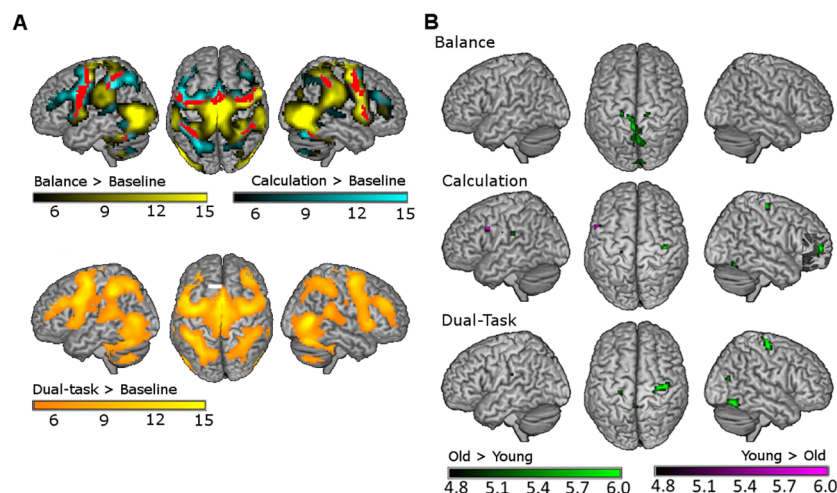 A
Balance > Baseline
6 9 12 15
Calculation > Baseline
6 9 12 15
Dual-task > Baseline
6 9 12 15
B
Balance
Calculation
Dual-Task
Old > Young
4.8 5.1 5.4 5.7 6.0
Young > Old
4.8 5.1 5.4 5.7 6.0